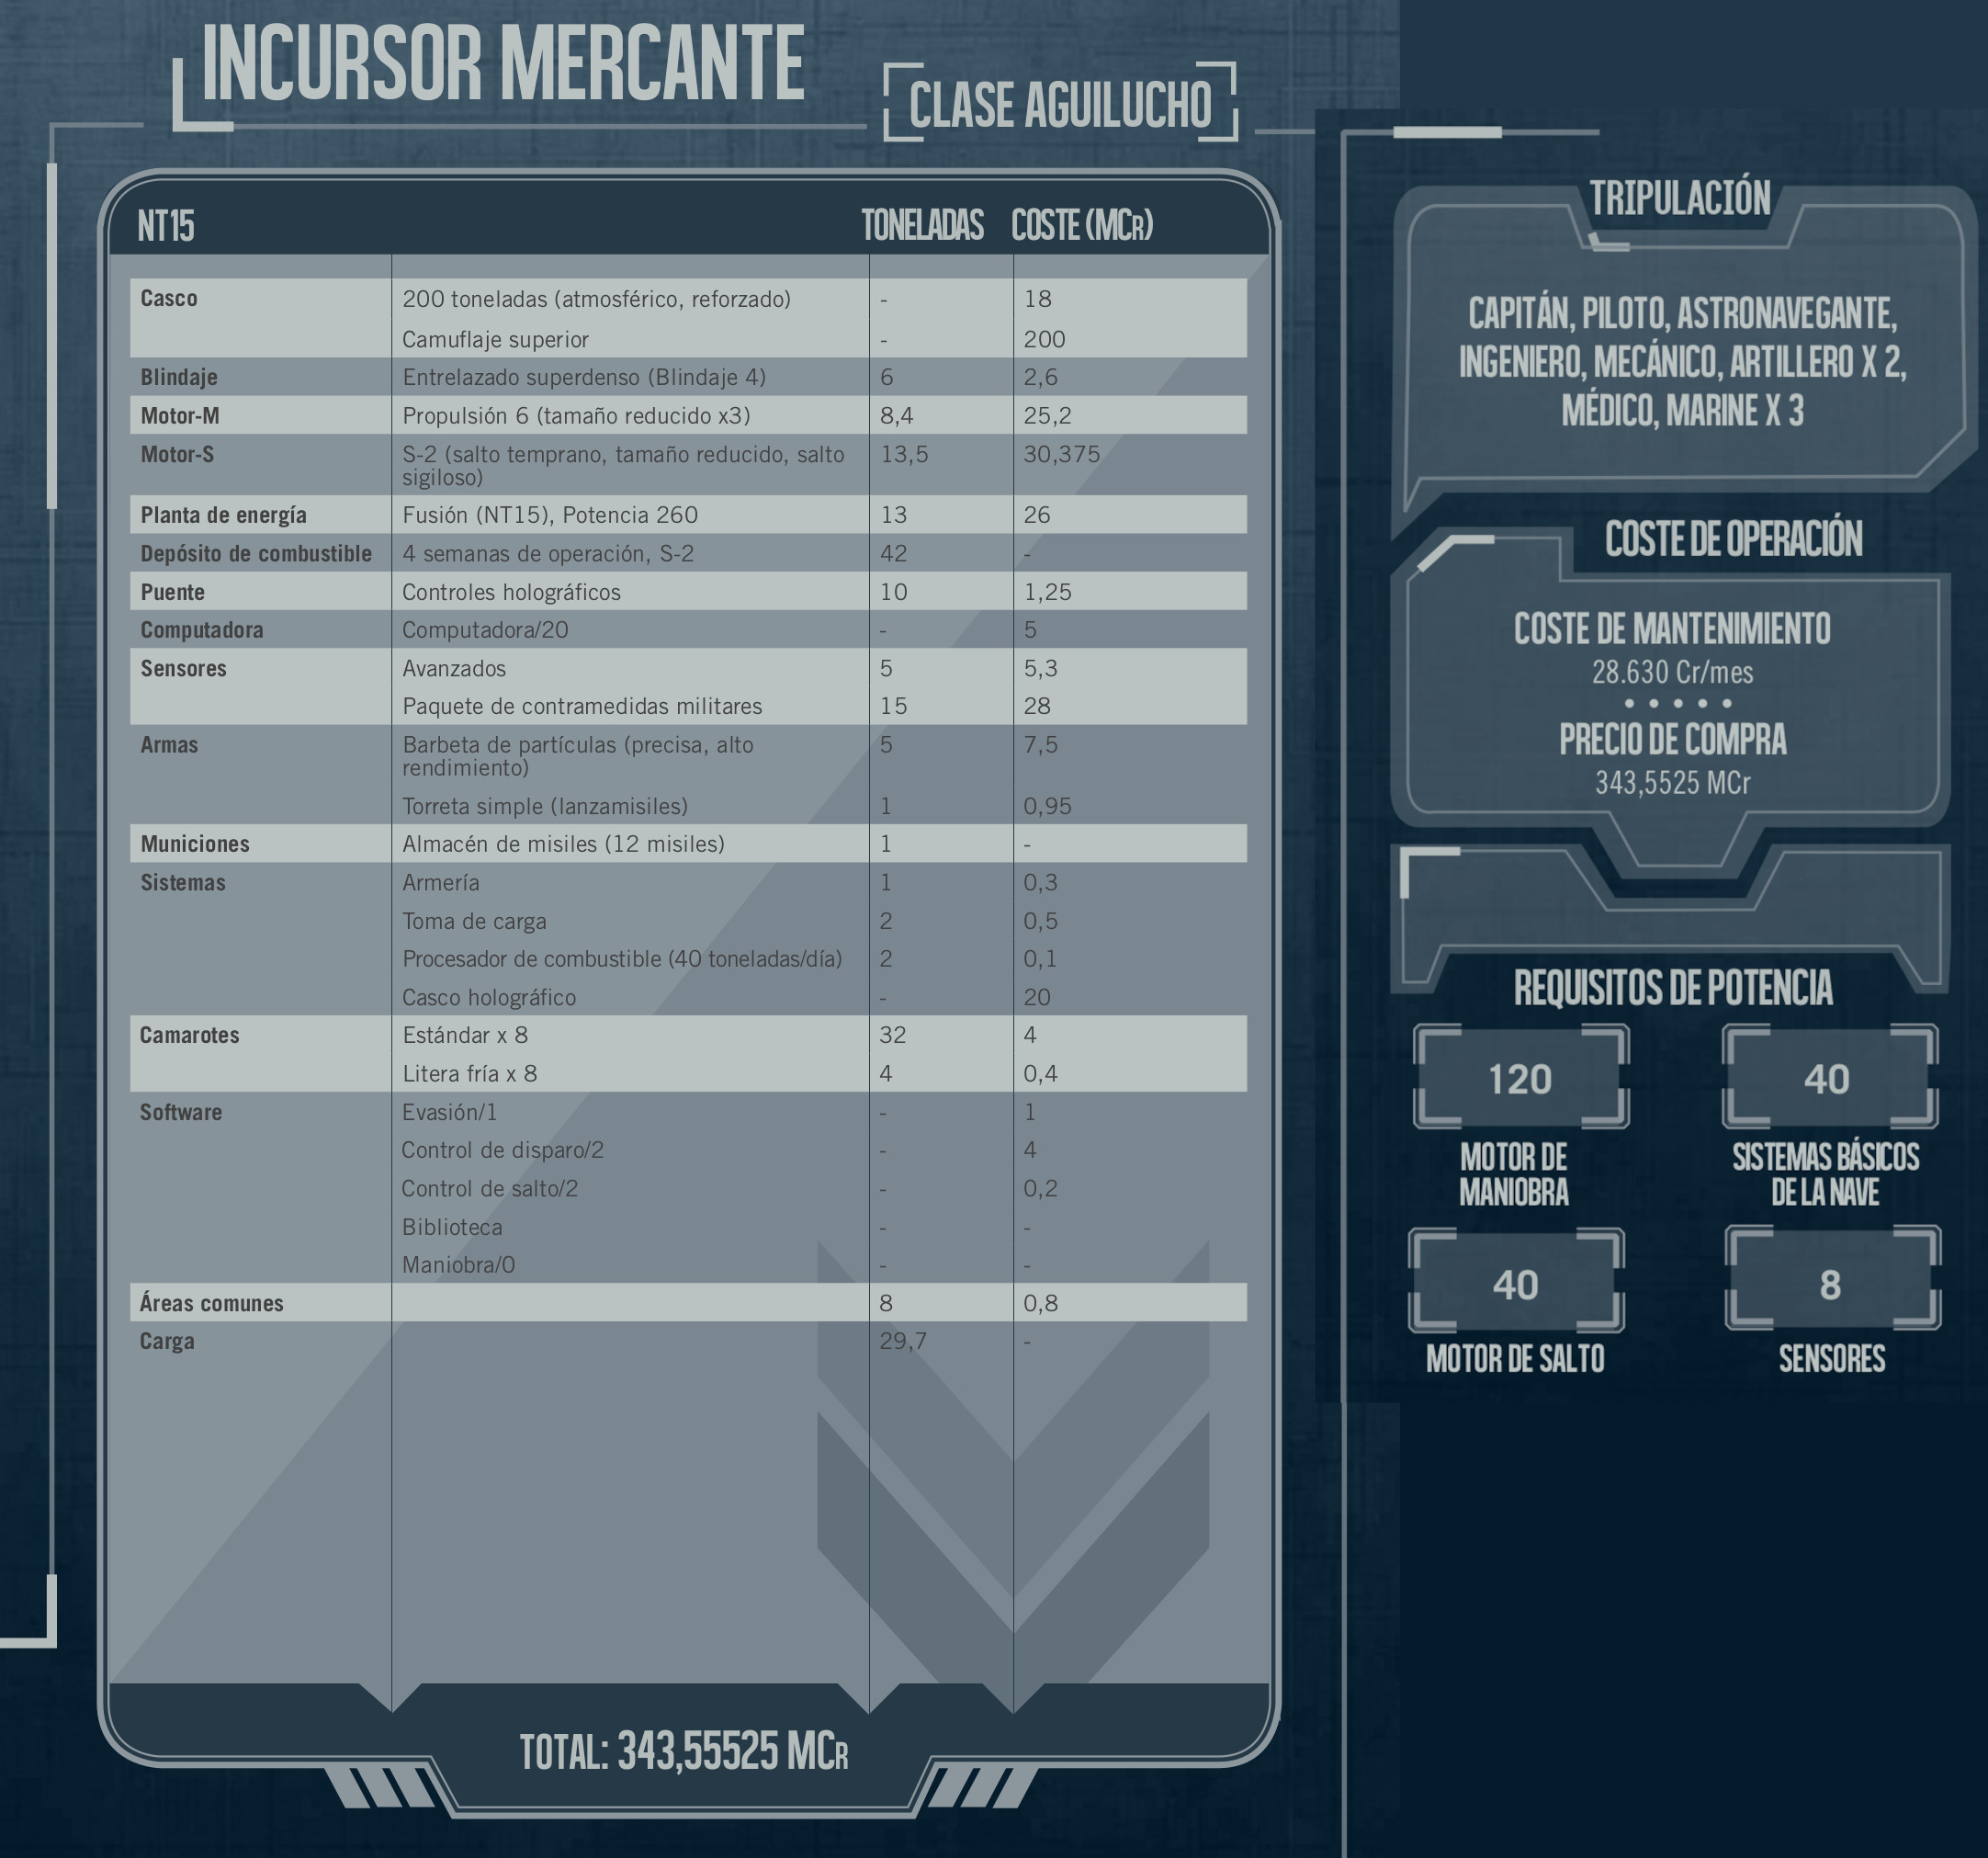 INCURSOR MERCANTE
CLASE AGUILUCHO
NT15 TONELADAS COSTE (MCR)
Casco 200 toneladas (atmosférico, reforzado) - 18
Camuflaje superior - 200
Blindaje Entrelazado superdenso (Blindaje 4) 6 2,6
Motor-M Propulsión 6 (tamaño reducido x3) 8,4 25,2
Motor-S S-2 (salto temprano, tamaño reducido, salto 13,5 30,375
sigiloso)
Planta de energía Fusión (NT15), Potencia 260 13 26
Depósito de combustible 4 semanas de operación, S-2 42 -
Puente Controles holográficos 10 1,25
Computadora Computadora/20 - 5
Sensores Avanzados 5 5,3
Paquete de contramedidas militares 15 28
Armas Barbeta de partículas (precisa, alto 5 7,5
rendimiento)
Torreta simple (lanzamisiles) 1 0,95
Municiones Almacén de misiles (12 misiles) 1 -
Sistemas Armería 1 0,3
Toma de carga 2 0,5
Procesador de combustible (40 toneladas/día) 2 0,1
Casco holográfico - 20
Camarotes Estándar x 8 32 4
Litera fría x 8 4 0,4
Software Evasión/1 - 1
Control de disparo/2 - 4
Control de salto/2 - 0,2
Biblioteca - -
Maniobra/0 - -
Áreas comunes 8 0,8
Carga 29,7 -
TOTAL: 343,55525 MCR
TRIPULACIÓN
CAPITÁN, PILOTO, ASTRONAVEGANTE,
INGENIERO, MECÁNICO, ARTILLERO X 2,
MÉDICO, MARINE X 3
COSTE DE OPERACIÓN
COSTE DE MANTENIMIENTO
28.630 Cr/mes
• • • • •
PRECIO DE COMPRA
343,5525 MCr
REQUISITOS DE POTENCIA
120
MOTOR DE
MANIOBRA
40
SISTEMAS BÁSICOS
DE LA NAVE
40
MOTOR DE SALTO
8
SENSORES